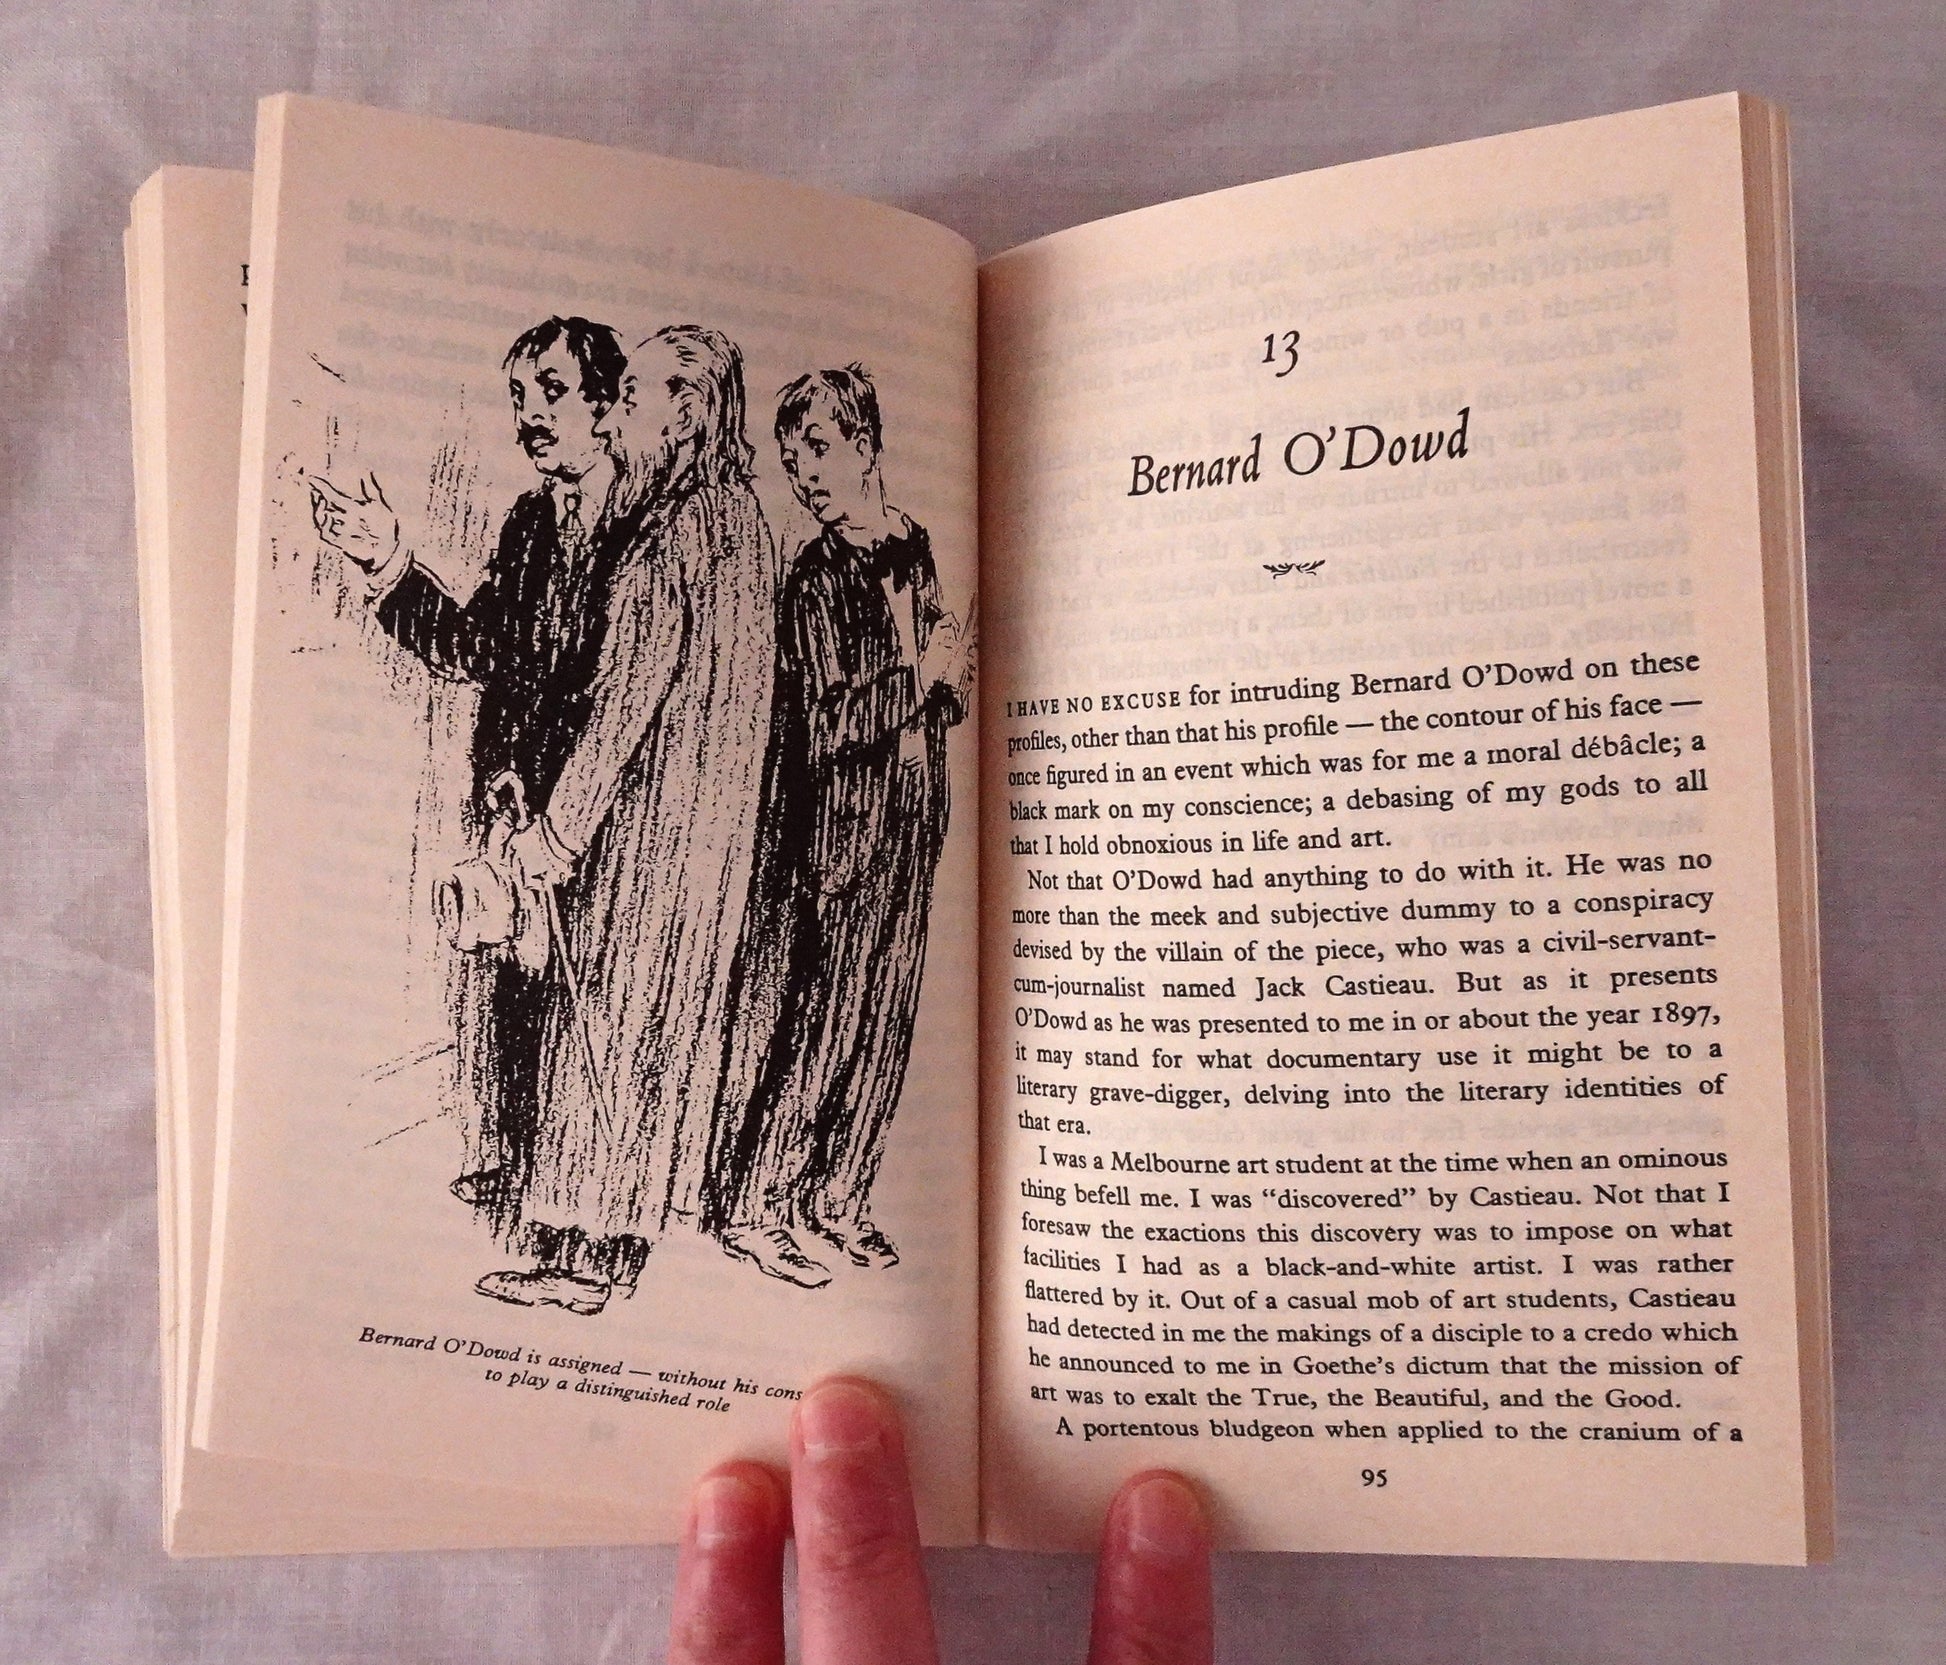 Bernard O'Dowd is assigned — without his cons
to play a distinguished role
13
Bernard O'Dowd
I HAVE NO EXCUSE for intruding Bernard O'Dowd on these
profiles, other than that his profile — the contour of his face —
once figured in an event which was for me a moral débâcle; a
black mark on my conscience; a debasing of my gods to all
that I hold obnoxious in life and art.
Not that O'Dowd had anything to do with it. He was no
more than the meek and subjective dummy to a conspiracy
devised by the villain of the piece, who was a civil-servant-
cum-journalist named Jack Castieau. But as it presents
O'Dowd as he was presented to me in or about the year 1897,
it may stand for what documentary use it might be to a
literary grave-digger, delving into the literary identities of
that era.
I was a Melbourne art student at the time when an ominous
thing befell me. I was “discovered” by Castieau. Not that I
foresaw the exactions this discovery was to impose on what
facilities I had as a black-and-white artist. I was rather
flattered by it. Out of a casual mob of art students, Castieau
had detected in me the makings of a disciple to a credo which
he announced to me in Goethe's dictum that the mission of
art was to exalt the True, the Beautiful, and the Good.
A portentous bludgeon when applied to the cranium of a
95